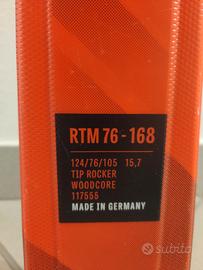 RTM 76 - 168
124/76/105 15,7
TIP ROCKER
WOODCORE
117555
MADE IN GERMANY
subito